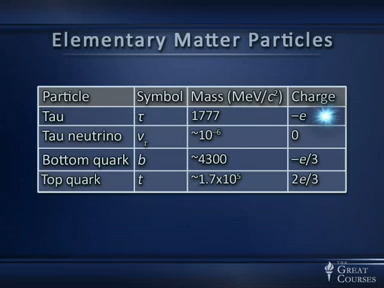 Elementary Matter Particles
Particle Symbol Mass (MeV/c²) Charge
Tau τ 1777 –e
Tau neutrino ντ ~10⁻⁶ 0
Bottom quark b ~4300 –e/3
Top quark t ~1.7x10⁵ 2e/3
THE
GREAT
COURSES